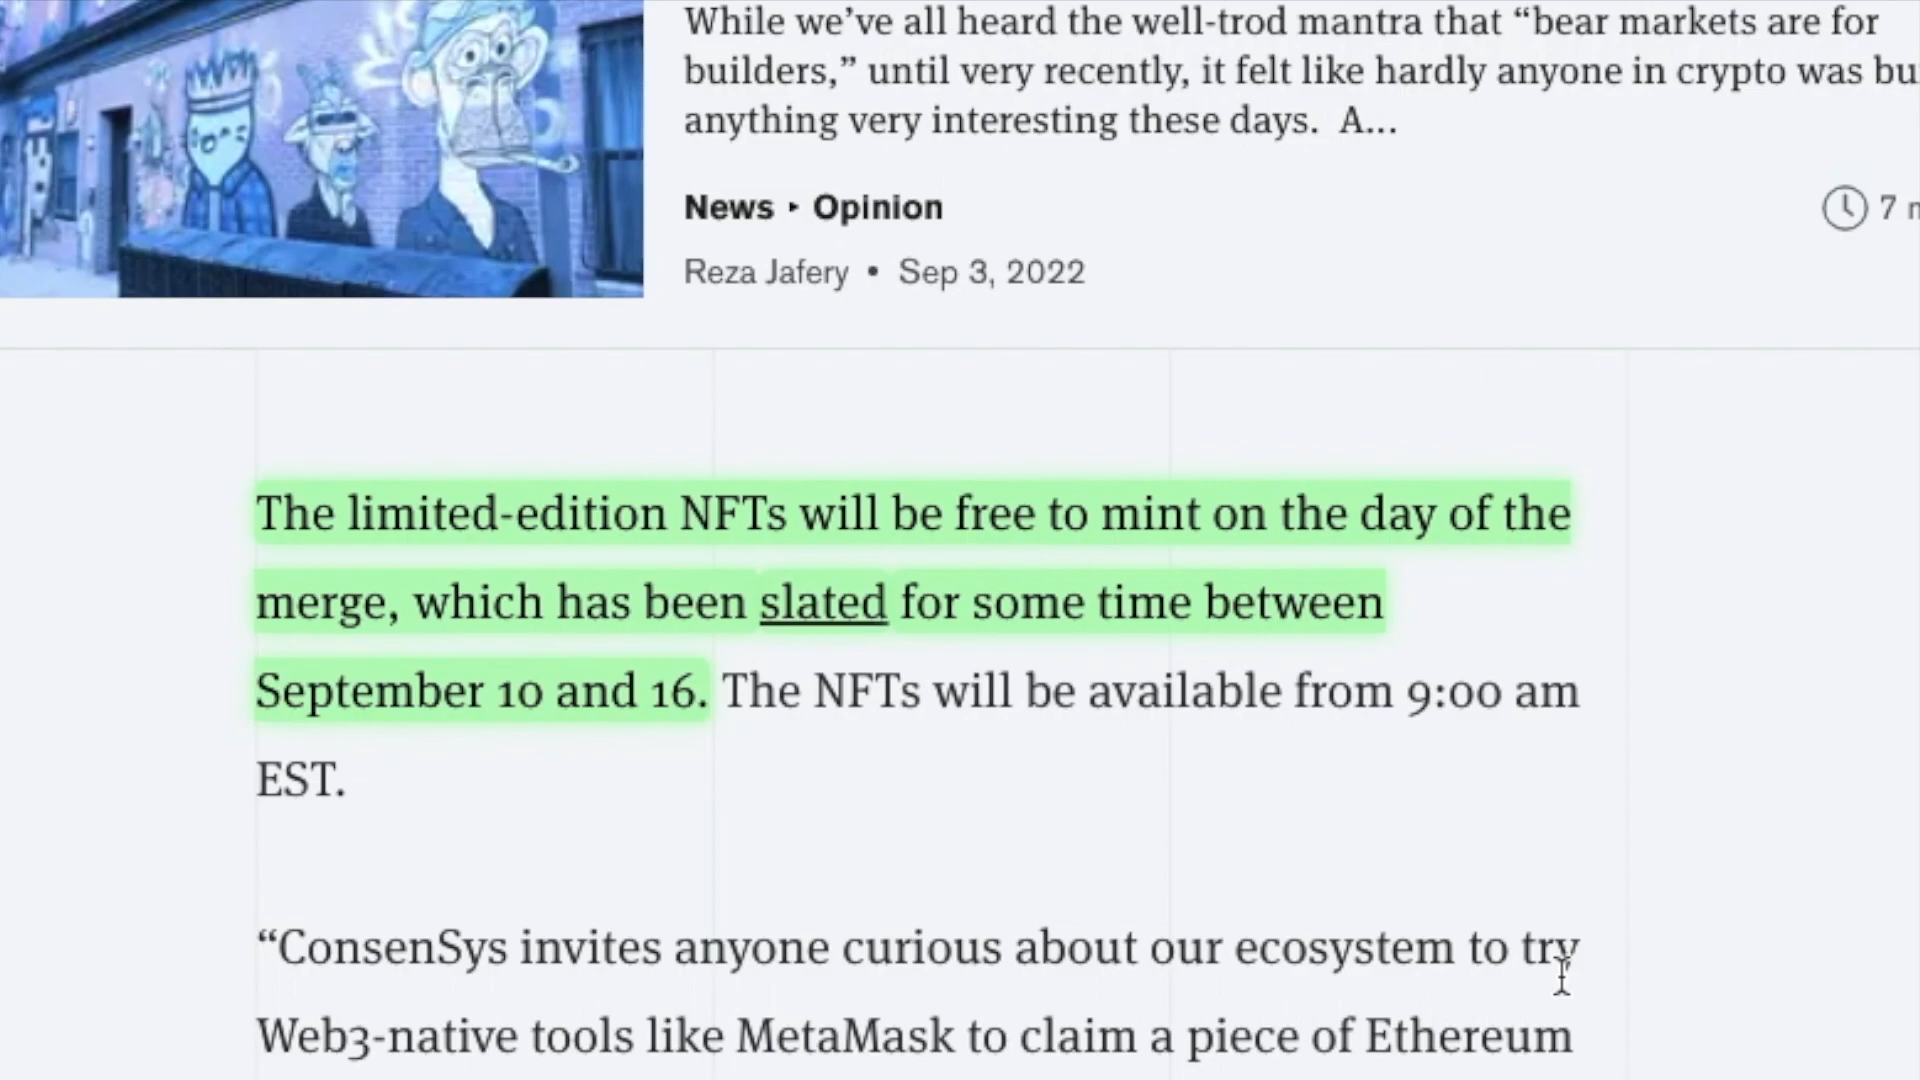 While we’ve all heard the well-trod mantra that “bear markets are for
builders,” until very recently, it felt like hardly anyone in crypto was
anything very interesting these days. A...
News ‣ Opinion
7
Reza Jafery • Sep 3, 2022
The limited-edition NFTs will be free to mint on the day of the
merge, which has been slated for some time between
September 10 and 16. The NFTs will be available from 9:00 am
EST.
“ConsenSys invites anyone curious about our ecosystem to try
Web3-native tools like MetaMask to claim a piece of Ethereum